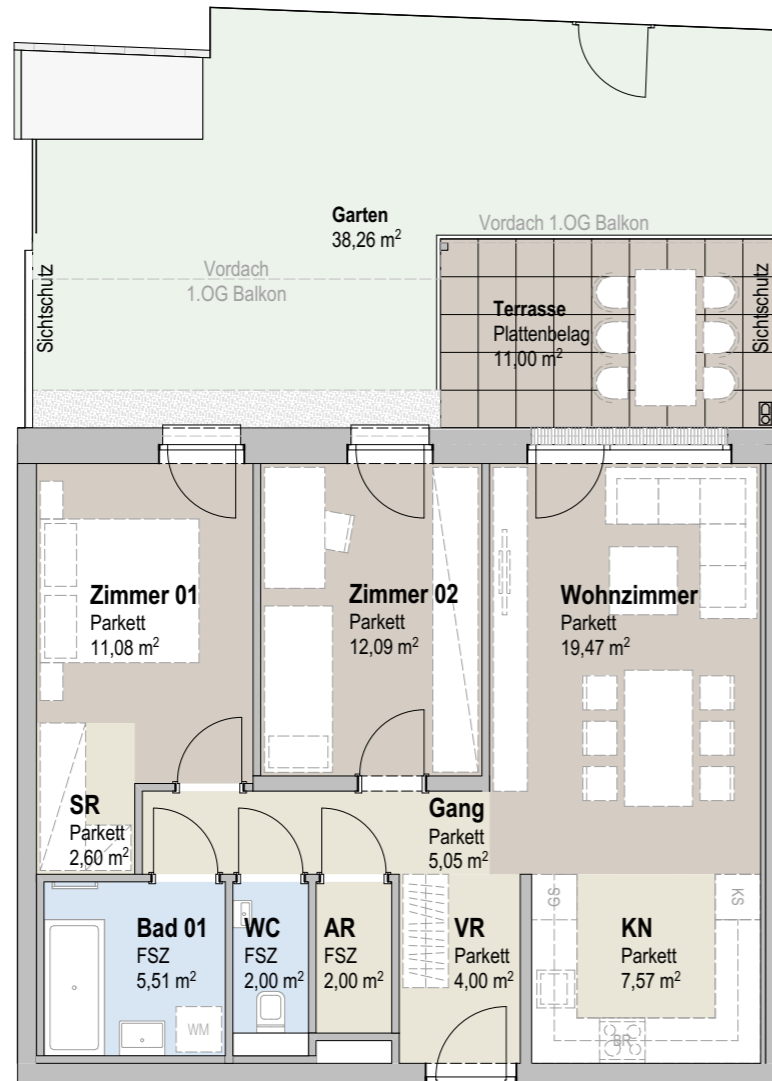 Garten
38,26 m²
Vordach 1.OG Balkon
Vordach
1.OG Balkon
Sichtschutz
Sichtschutz
Terrasse
Plattenbelag
11,00 m²
Zimmer 01
Parkett
11,08 m²
Zimmer 02
Parkett
12,09 m²
Wohnzimmer
Parkett
19,47 m²
SR
Parkett
2,60 m²
Gang
Parkett
5,05 m²
Bad 01
FSZ
5,51 m²
WM
WC
FSZ
2,00 m²
AR
FSZ
2,00 m²
VR
Parkett
4,00 m²
KN
Parkett
7,57 m²
SG
KS
BR